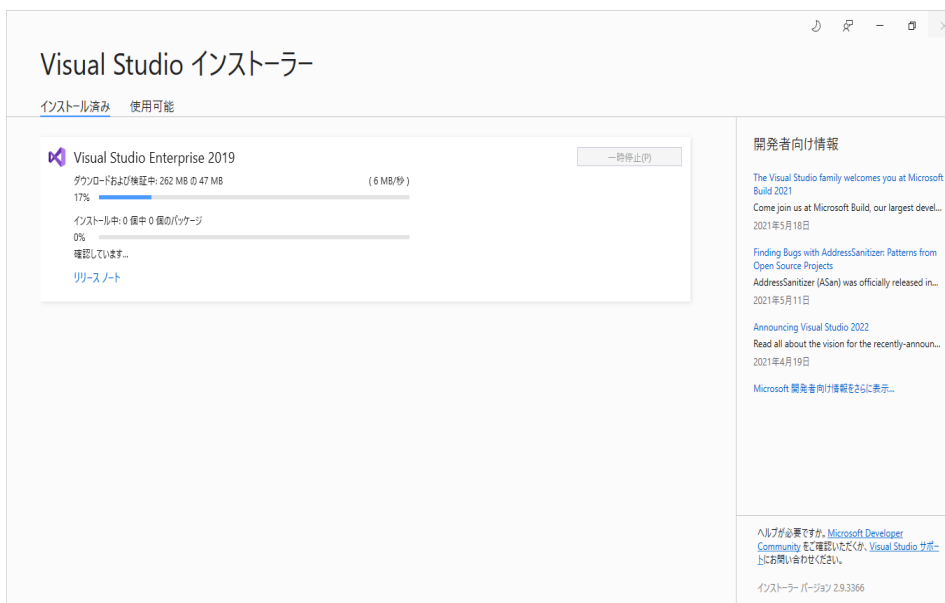 Visual Studio インストーラー
インストール済み 使用可能
Visual Studio Enterprise 2019
一時停止(P)
ダウンロードおよび検証中: 262 MB の 47 MB
( 6 MB/秒 )
17%
インストール中: 0 個中 0 個のパッケージ
0%
確認しています...
リリース ノート
開発者向け情報
The Visual Studio family welcomes you at Microsoft
Build 2021
Come join us at Microsoft Build, our largest devel...
2021年5月18日
Finding Bugs with AddressSanitizer: Patterns from
Open Source Projects
AddressSanitizer (ASan) was officially released in...
2021年5月11日
Announcing Visual Studio 2022
Read all about the vision for the recently-announ...
2021年4月19日
Microsoft 開発者向け情報をさらに表示...
ヘルプが必要ですか。Microsoft Developer
Community をご確認いただくか、Visual Studio サポー
トにお問い合わせください。
インストーラー バージョン 2.9.3366